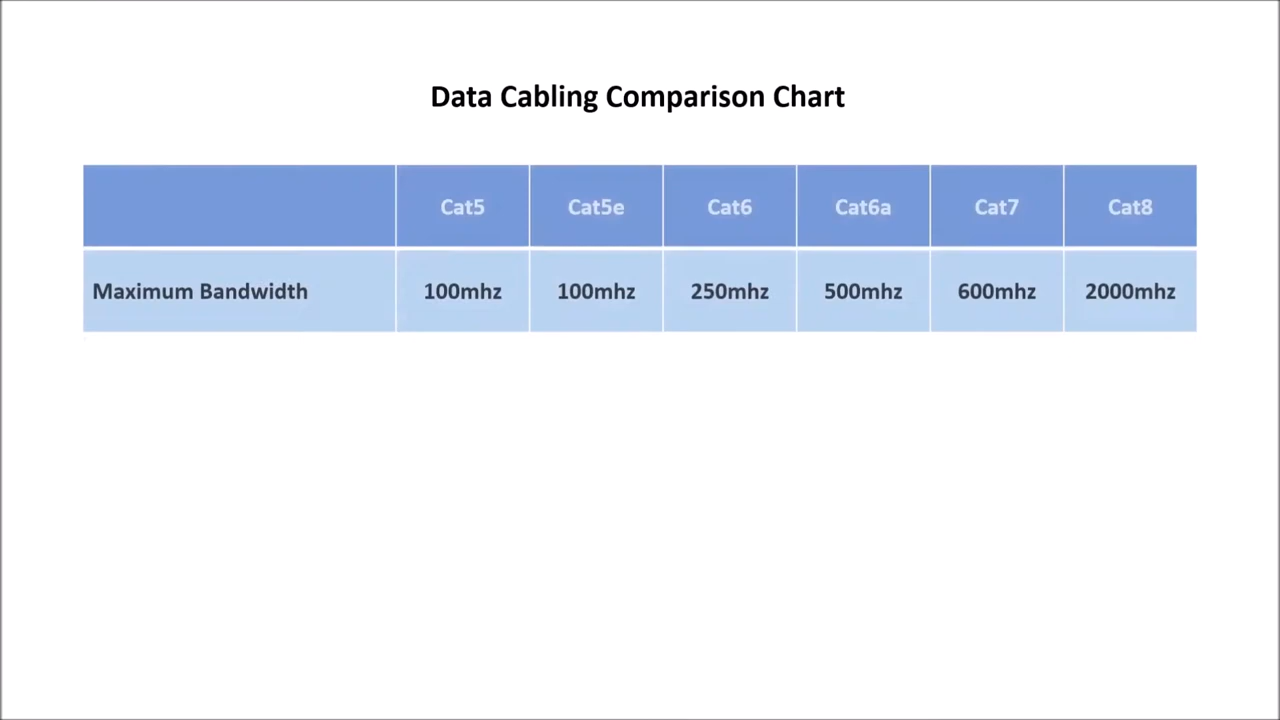 Data Cabling Comparison Chart
Cat5 Cat5e Cat6 Cat6a Cat7 Cat8
Maximum Bandwidth 100mhz 100mhz 250mhz 500mhz 600mhz 2000mhz